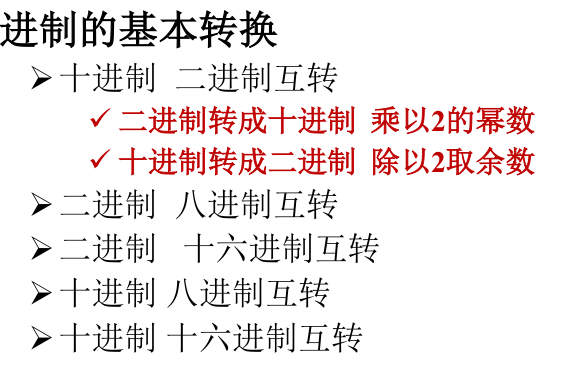 进制的基本转换
➢十进制 二进制互转
✓二进制转成十进制 乘以2的幂数
✓十进制转成二进制 除以2取余数
➢二进制 八进制互转
➢二进制 十六进制互转
➢十进制 八进制互转
➢十进制 十六进制互转